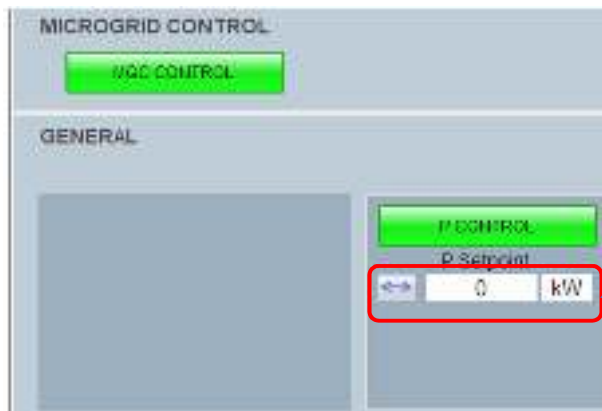 MICROGRID CONTROL
MGC CONTROL
GENERAL
P CONTROL
P Setpoint
<-> 0 kW